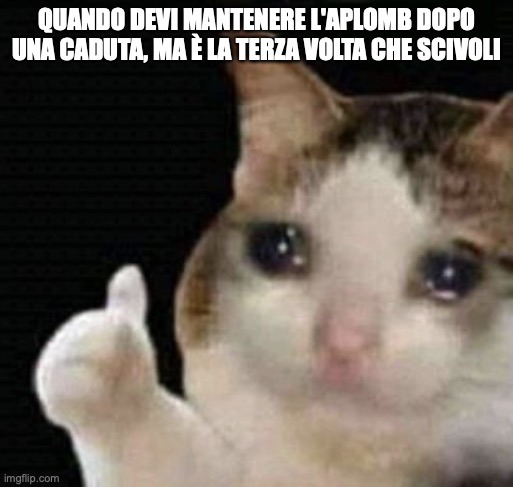 QUANDO DEVI MANTENERE L'APLOMB DOPO
UNA CADUTA, MA È LA TERZA VOLTA CHE SCIVOLI
imgflip.com